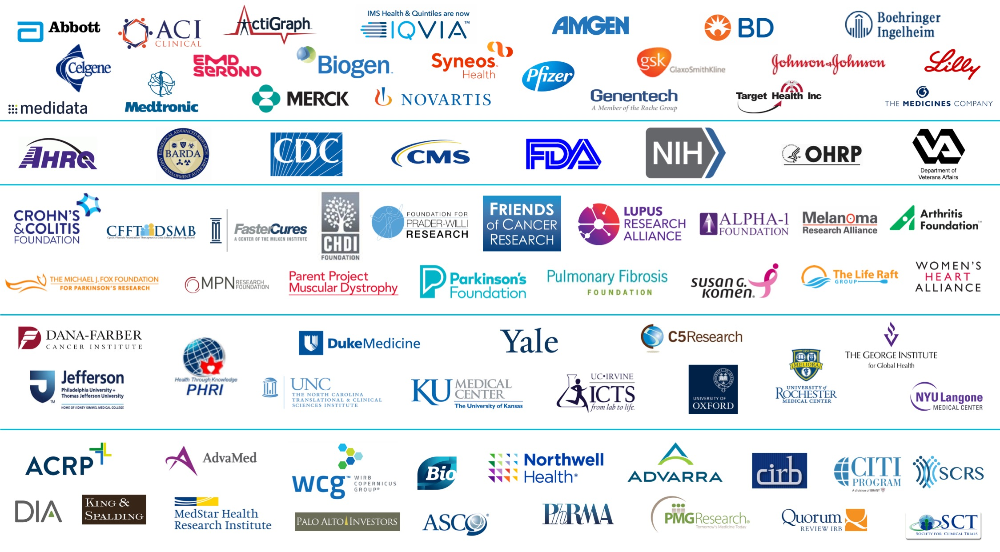 Abbott
ACI
CLINICAL
ActiGraph
IMS Health & Quintiles are now
IQVIA™
AMGEN
BD
Boehringer
Ingelheim
Celgene
EMD
SERONO
Biogen
Syneos
Health
Pfizer
gsk
GlaxoSmithKline
Johnson & Johnson
Lilly
medidata
Medtronic
MERCK
NOVARTIS
Genentech
A Member of the Roche Group
Target Health Inc
THE MEDICINES COMPANY
AHRQ
BIOMEDICAL ADVANCED RESEARCH
AND DEVELOPMENT AUTHORITY
BARDA
CDC
CMS
FDA
NIH
OHRP
VA
Department of
Veterans Affairs
CROHN'S
& COLITIS
FOUNDATION
CFFT DSMB
Cystic Fibrosis Foundation Therapeutics Data Safety Monitoring Board
FasterCures
A CENTER OF THE MILKEN INSTITUTE
CHDI
FOUNDATION
FOUNDATION FOR
PRADER-WILLI
RESEARCH
FRIENDS
of CANCER
RESEARCH
LUPUS
RESEARCH
ALLIANCE
ALPHA-1
FOUNDATION
Melanoma
Research Alliance
Arthritis
Foundation℠
THE MICHAEL J. FOX FOUNDATION
FOR PARKINSON'S RESEARCH
MPN RESEARCH
FOUNDATION
Parent Project
Muscular Dystrophy
Parkinson's
Foundation
Pulmonary Fibrosis
FOUNDATION
susan G.
komen®
The Life Raft
GROUP
WOMEN'S
HEART
ALLIANCE
DANA-FARBER
CANCER INSTITUTE
Health Through Knowledge
PHRI
DukeMedicine
Yale
C5Research
THE GEORGE INSTITUTE
for Global Health
Jefferson
Philadelphia University +
Thomas Jefferson University
HOME OF SIDNEY KIMMEL MEDICAL COLLEGE
UNC
THE NORTH CAROLINA
TRANSLATIONAL & CLINICAL
SCIENCES INSTITUTE
KU MEDICAL
CENTER
The University of Kansas
UC•IRVINE
ICTS
from lab to life.
UNIVERSITY OF
OXFORD
1850
MELIORA
UNIVERSITY of
ROCHESTER
MEDICAL CENTER
NYU Langone
MEDICAL CENTER
ACRP
AdvaMed
wcg™ WIRB
COPERNICUS
GROUP®
Bio
Northwell
Health®
ADVARRA
cirb
CITI
PROGRAM
A division of BRANY
SCRS
DIA
KING &
SPALDING
MedStar Health
Research Institute
PALO ALTO INVESTORS
ASCO®
PhRMA
PMG Research®
Tomorrow's Medicine Today
QUORUM
REVIEW IRB
SCT
SOCIETY FOR CLINICAL TRIALS